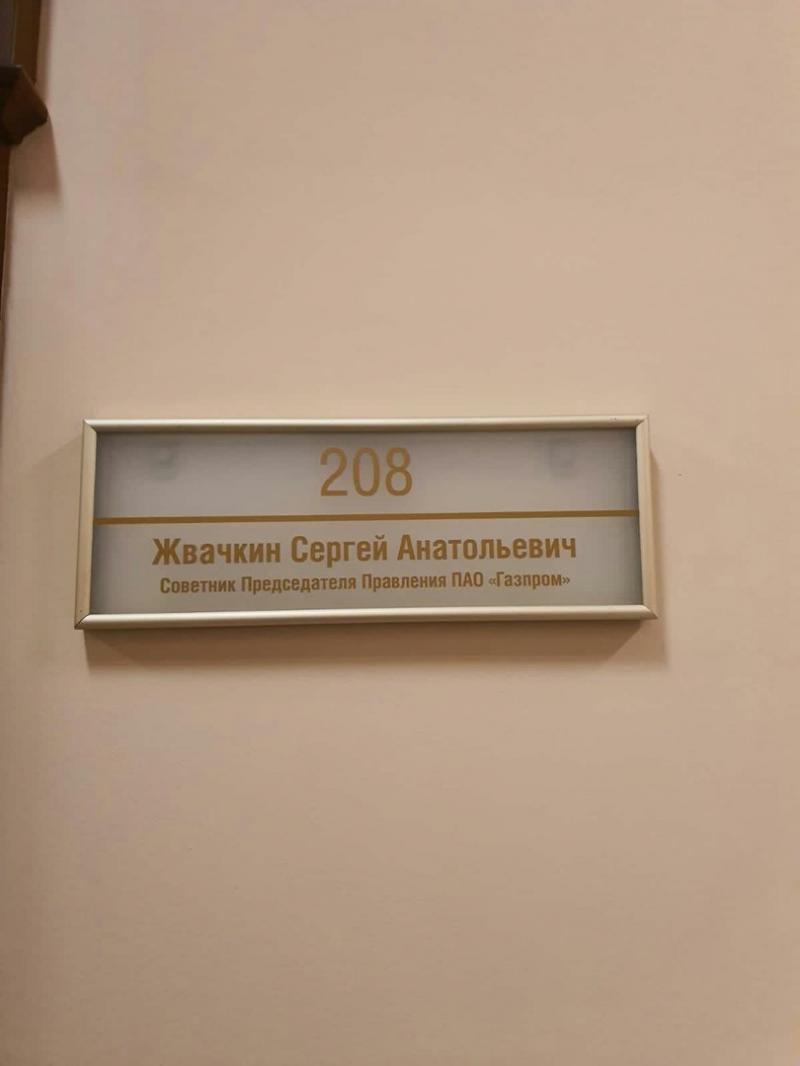 208
Жвачкин Сергей Анатольевич
Советник Председателя Правления ПАО «Газпром»